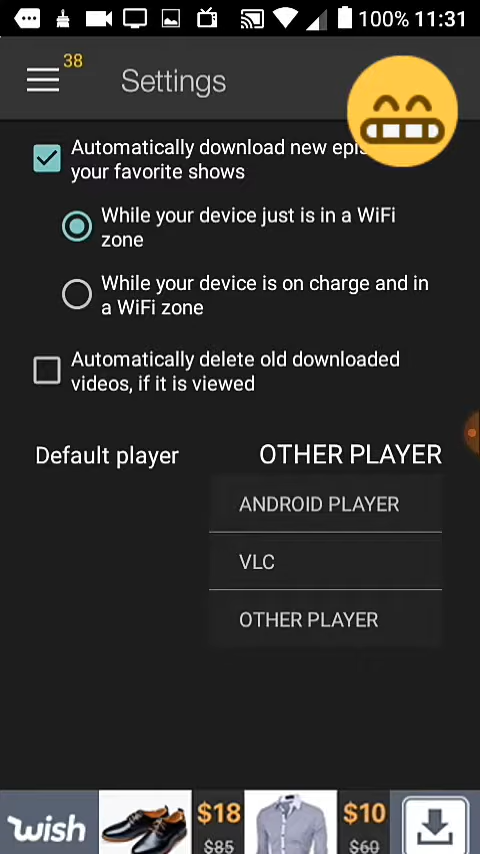 100% 11:31
38
Settings
Automatically download new epis
your favorite shows
While your device just is in a WiFi
zone
While your device is on charge and in
a WiFi zone
Automatically delete old downloaded
videos, if it is viewed
Default player OTHER PLAYER
ANDROID PLAYER
VLC
OTHER PLAYER
wish $18 $10
$85 $60